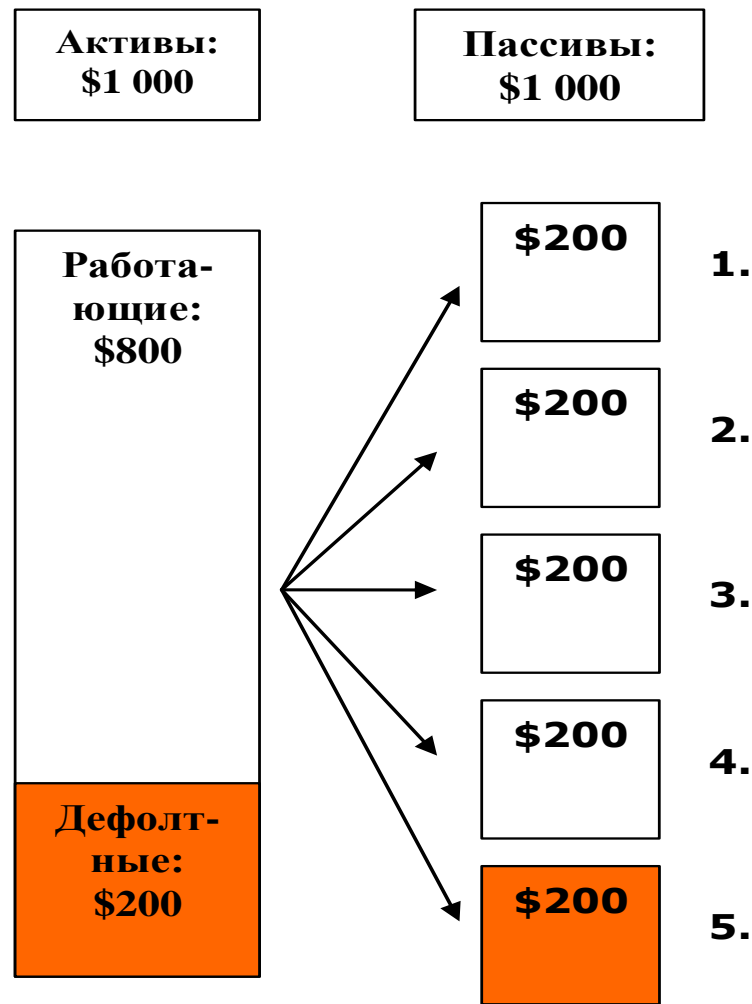 Активы:
$1 000
Пассивы:
$1 000
Работа-
ющие:
$800
Дефолт-
ные:
$200
$200
1.
$200
2.
$200
3.
$200
4.
$200
5.